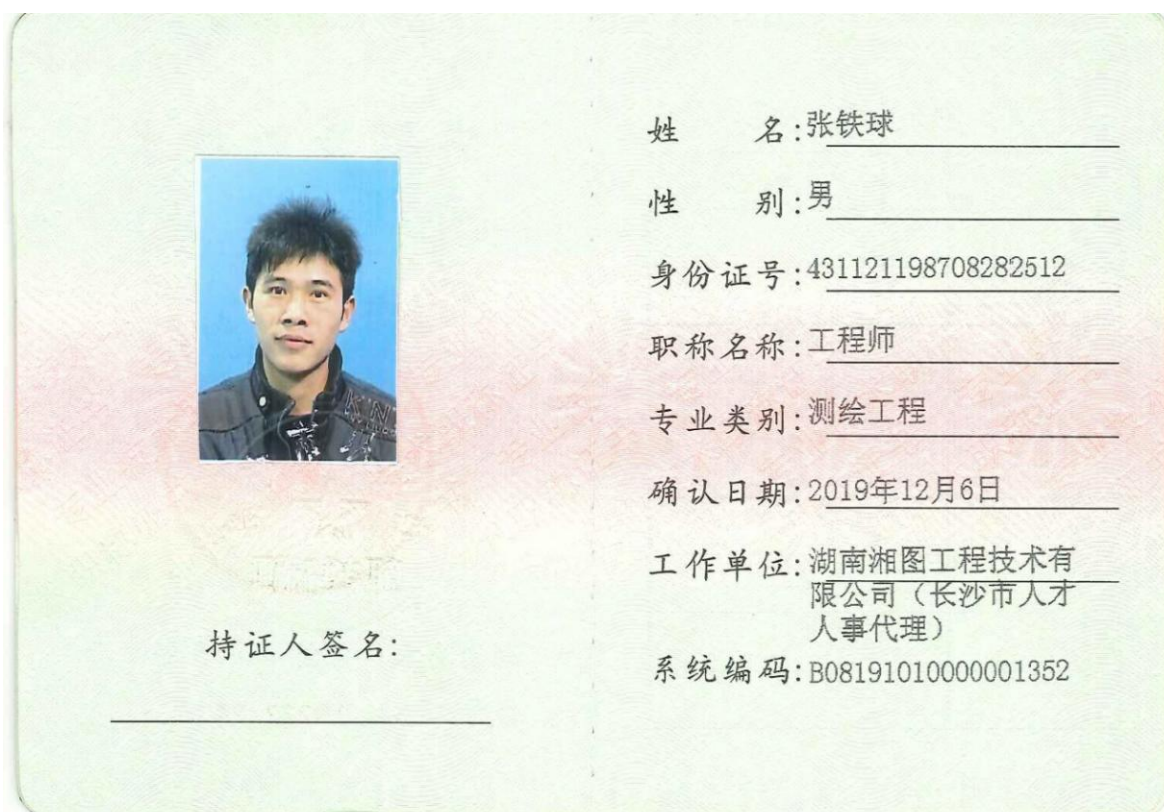 姓 名:张铁球
性 别:男
身份证号:431121198708282512
职称名称:工程师
专业类别:测绘工程
确认日期:2019年12月6日
工作单位:湖南湘图工程技术有
限公司（长沙市人才
人事代理）
系统编码:B08191010000001352
持证人签名: